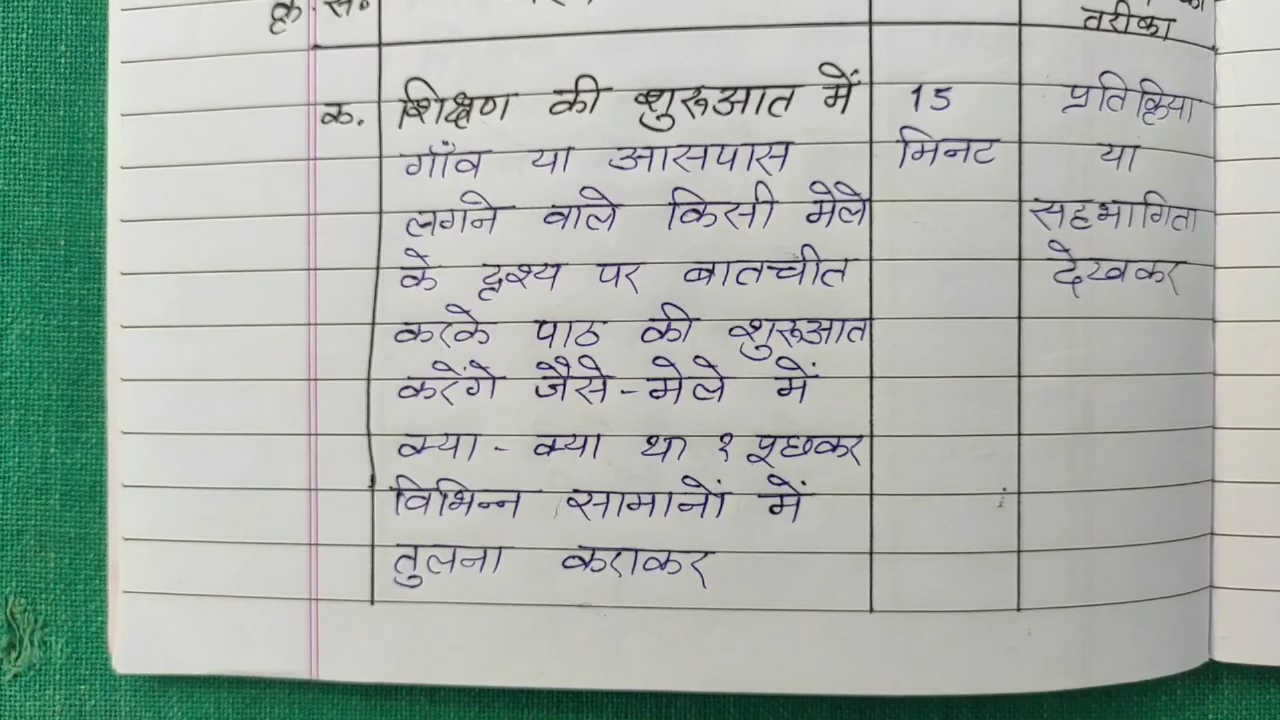 क्र. सं.
तरीका
क. शिक्षण की शुरूआत में 15 प्रतिक्रिया
गाँव या आसपास मिनट या
लगने वाले किसी मेले सहभागिता
के दृश्य पर बातचीत देखकर
करके पाठ की शुरूआत
करेंगे जैसे-मेले में
क्या - क्या था ? पूछकर
विभिन्न सामानों में
तुलना कराकर